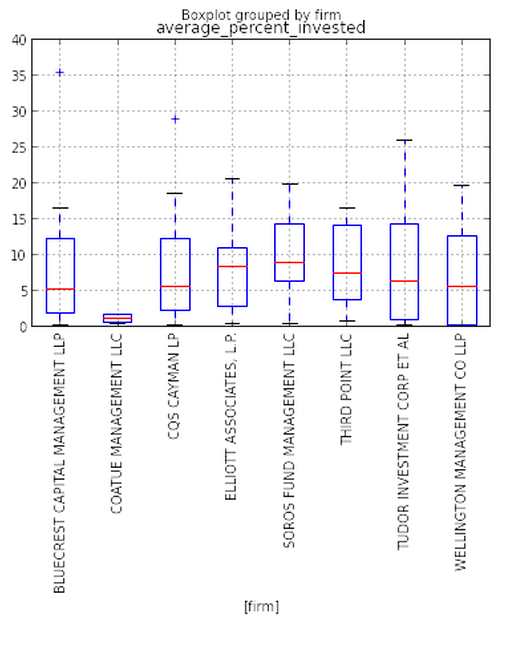 Boxplot grouped by firm
average_percent_invested
40
35
30
25
20
15
10
5
0
BLUECREST CAPITAL MANAGEMENT LLP
COATUE MANAGEMENT LLC
CQS CAYMAN LP
ELLIOTT ASSOCIATES, L.P.
SOROS FUND MANAGEMENT LLC
THIRD POINT LLC
TUDOR INVESTMENT CORP ET AL
WELLINGTON MANAGEMENT CO LLP
[firm]